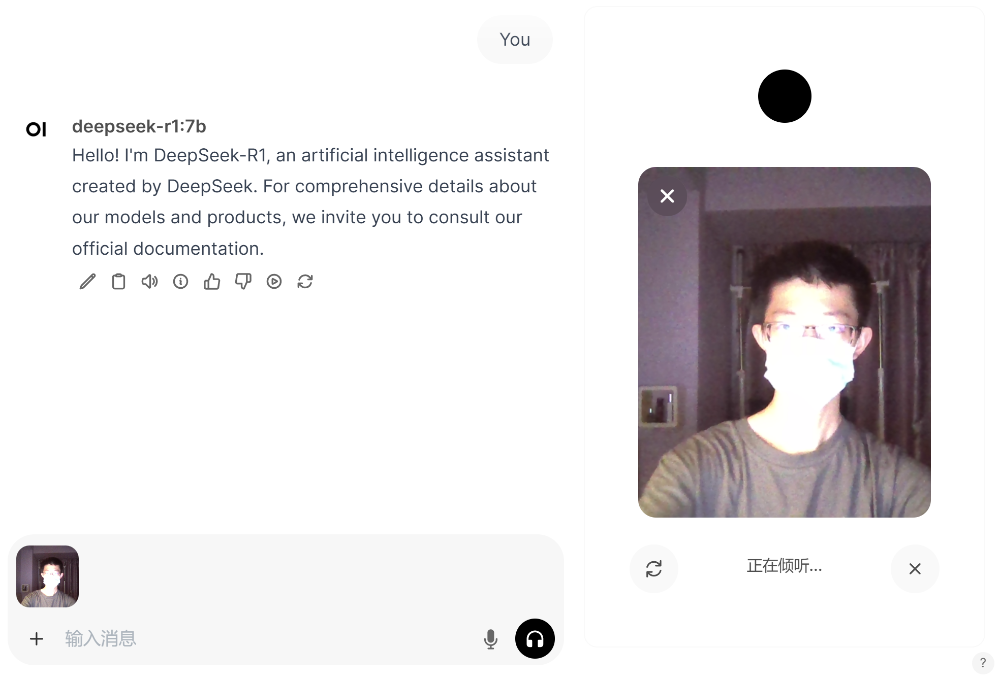 You
OI
deepseek-r1:7b
Hello! I'm DeepSeek-R1, an artificial intelligence assistant
created by DeepSeek. For comprehensive details about
our models and products, we invite you to consult our
official documentation.
输入消息
正在倾听...
?